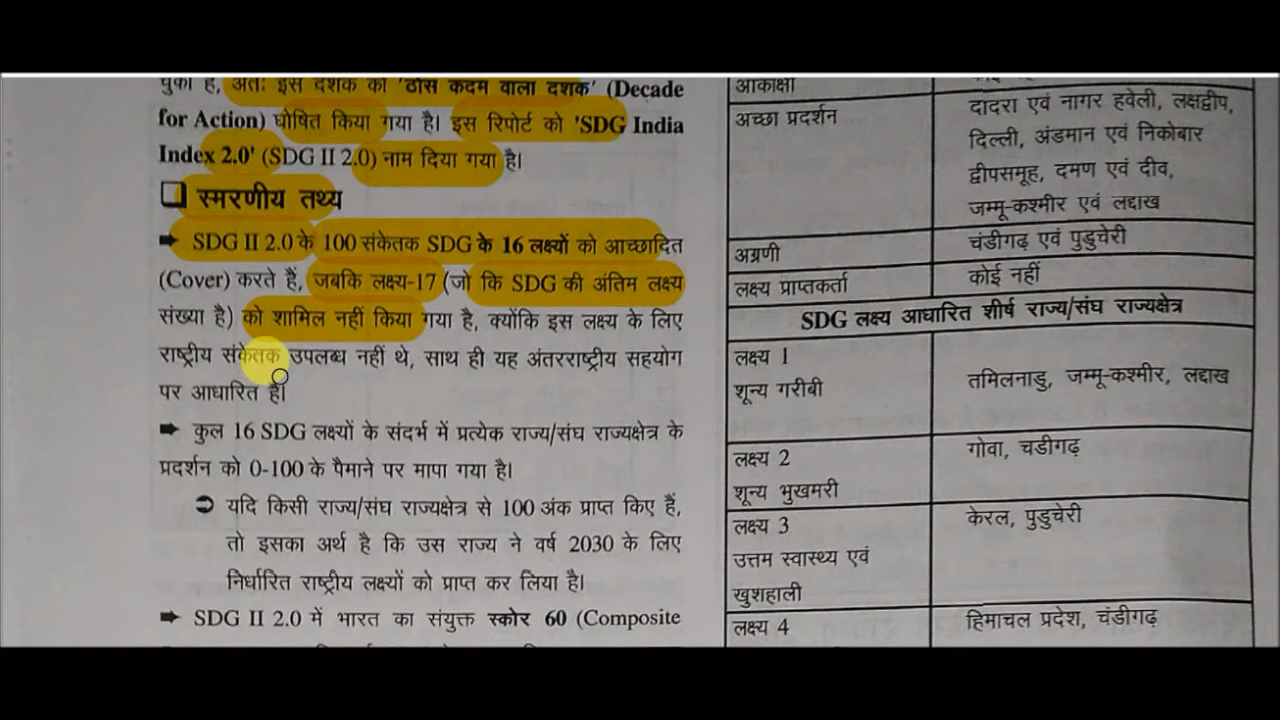 चुका है, अतः इस दशक को 'ठोस कदम वाला दशक' (Decade
for Action) घोषित किया गया है। इस रिपोर्ट को 'SDG India
Index 2.0' (SDG II 2.0) नाम दिया गया है।
❑ स्मरणीय तथ्य
➡ SDG II 2.0 के 100 संकेतक SDG के 16 लक्ष्यों को आच्छादित
(Cover) करते हैं, जबकि लक्ष्य-17 (जो कि SDG की अंतिम लक्ष्य
संख्या है) को शामिल नहीं किया गया है, क्योंकि इस लक्ष्य के लिए
राष्ट्रीय संकेतक उपलब्ध नहीं थे, साथ ही यह अंतरराष्ट्रीय सहयोग
पर आधारित है।
➡ कुल 16 SDG लक्ष्यों के संदर्भ में प्रत्येक राज्य/संघ राज्यक्षेत्र के
प्रदर्शन को 0-100 के पैमाने पर मापा गया है।
➲ यदि किसी राज्य/संघ राज्यक्षेत्र से 100 अंक प्राप्त किए हैं,
तो इसका अर्थ है कि उस राज्य ने वर्ष 2030 के लिए
निर्धारित राष्ट्रीय लक्ष्यों को प्राप्त कर लिया है।
➡ SDG II 2.0 में भारत का संयुक्त स्कोर 60 (Composite
आकांक्षी
अच्छा प्रदर्शन
दादरा एवं नागर हवेली, लक्षद्वीप,
दिल्ली, अंडमान एवं निकोबार
द्वीपसमूह, दमण एवं दीव,
जम्मू-कश्मीर एवं लद्दाख
अग्रणी
चंडीगढ़ एवं पुडुचेरी
लक्ष्य प्राप्तकर्ता
कोई नहीं
SDG लक्ष्य आधारित शीर्ष राज्य/संघ राज्यक्षेत्र
लक्ष्य 1
शून्य गरीबी
तमिलनाडु, जम्मू-कश्मीर, लद्दाख
लक्ष्य 2
शून्य भुखमरी
गोवा, चडीगढ़
लक्ष्य 3
उत्तम स्वास्थ्य एवं
खुशहाली
केरल, पुडुचेरी
लक्ष्य 4
हिमाचल प्रदेश, चंडीगढ़